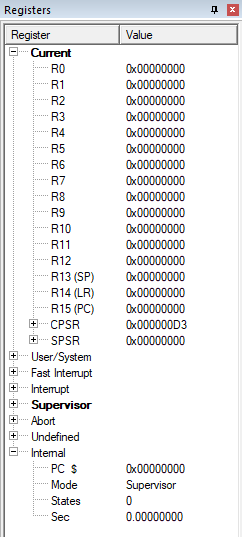 Registers
Register Value
Current
R0 0x00000000
R1 0x00000000
R2 0x00000000
R3 0x00000000
R4 0x00000000
R5 0x00000000
R6 0x00000000
R7 0x00000000
R8 0x00000000
R9 0x00000000
R10 0x00000000
R11 0x00000000
R12 0x00000000
R13 (SP) 0x00000000
R14 (LR) 0x00000000
R15 (PC) 0x00000000
CPSR 0x000000D3
SPSR 0x00000000
User/System
Fast Interrupt
Interrupt
Supervisor
Abort
Undefined
Internal
PC $ 0x00000000
Mode Supervisor
States 0
Sec 0.00000000